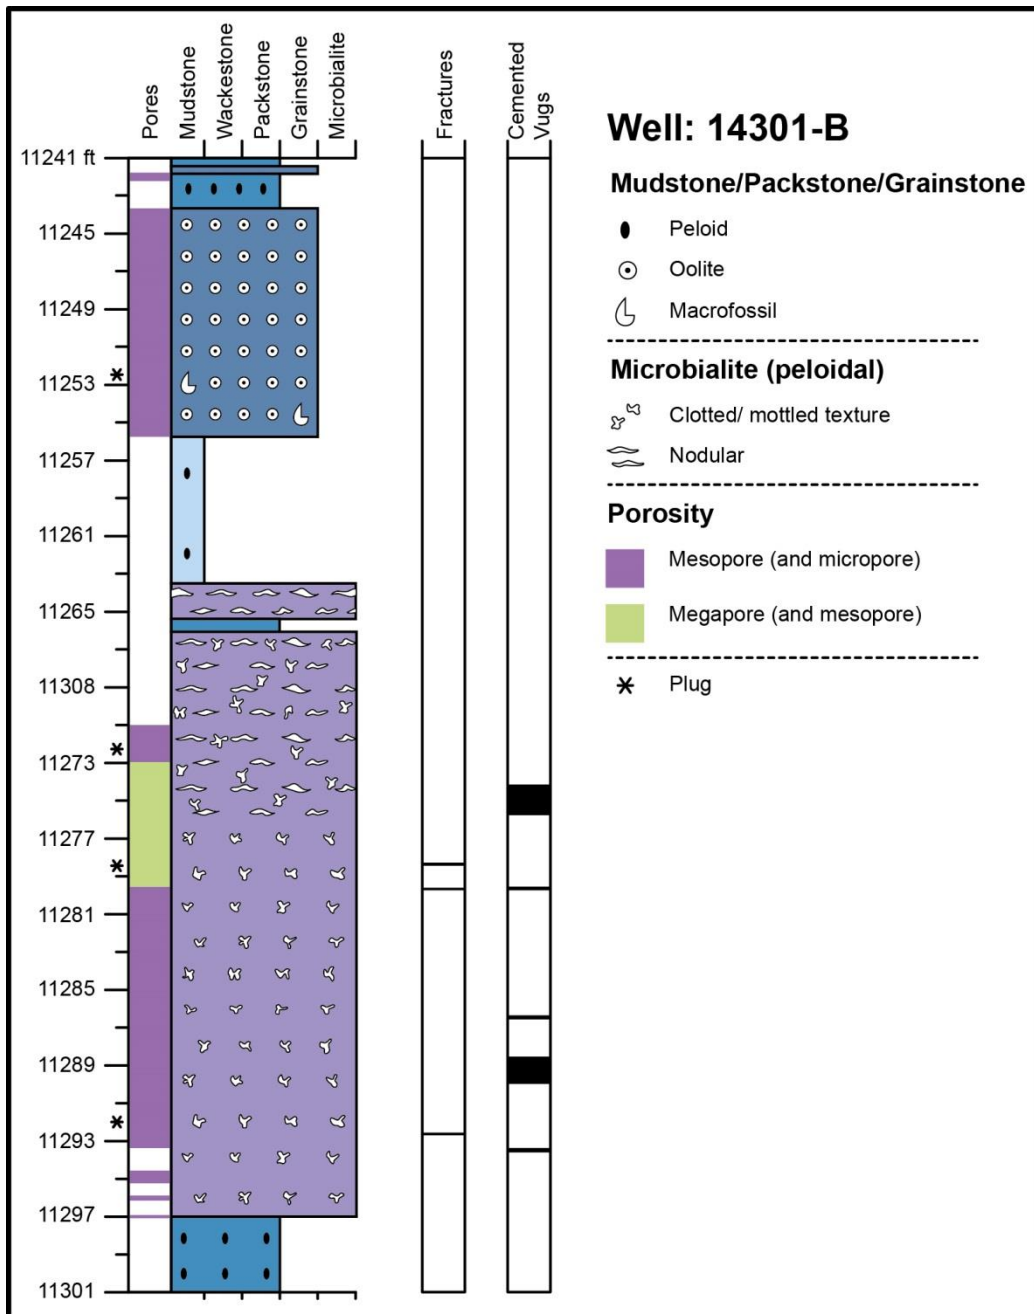 Pores
Mudstone
Wackestone
Packstone
Grainstone
Microbialite
Fractures
Cemented
Vugs
11241 ft
11245
11249
11253
11257
11261
11265
11308
11273
11277
11281
11285
11289
11293
11297
11301
Well: 14301-B
Mudstone/Packstone/Grainstone
Peloid
Oolite
Macrofossil
Microbialite (peloidal)
Clotted/ mottled texture
Nodular
Porosity
Mesopore (and micropore)
Megapore (and mesopore)
Plug